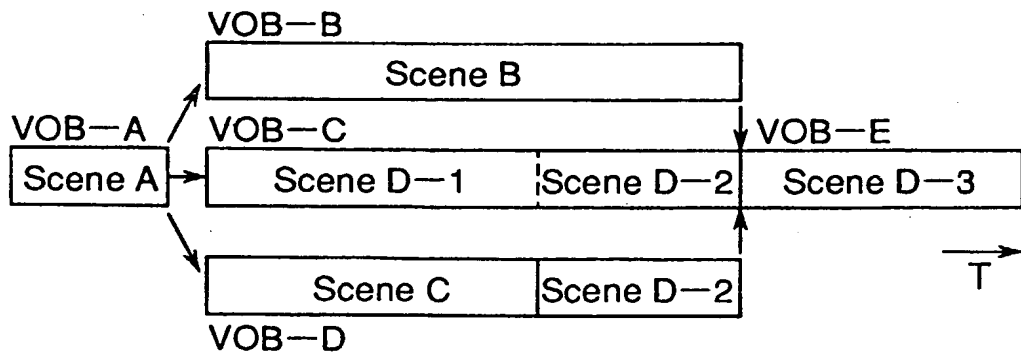 VOB—B
Scene B
VOB—A
VOB—C
VOB—E
Scene A
Scene D—1
Scene D—2
Scene D—3
T
Scene C
Scene D—2
VOB—D